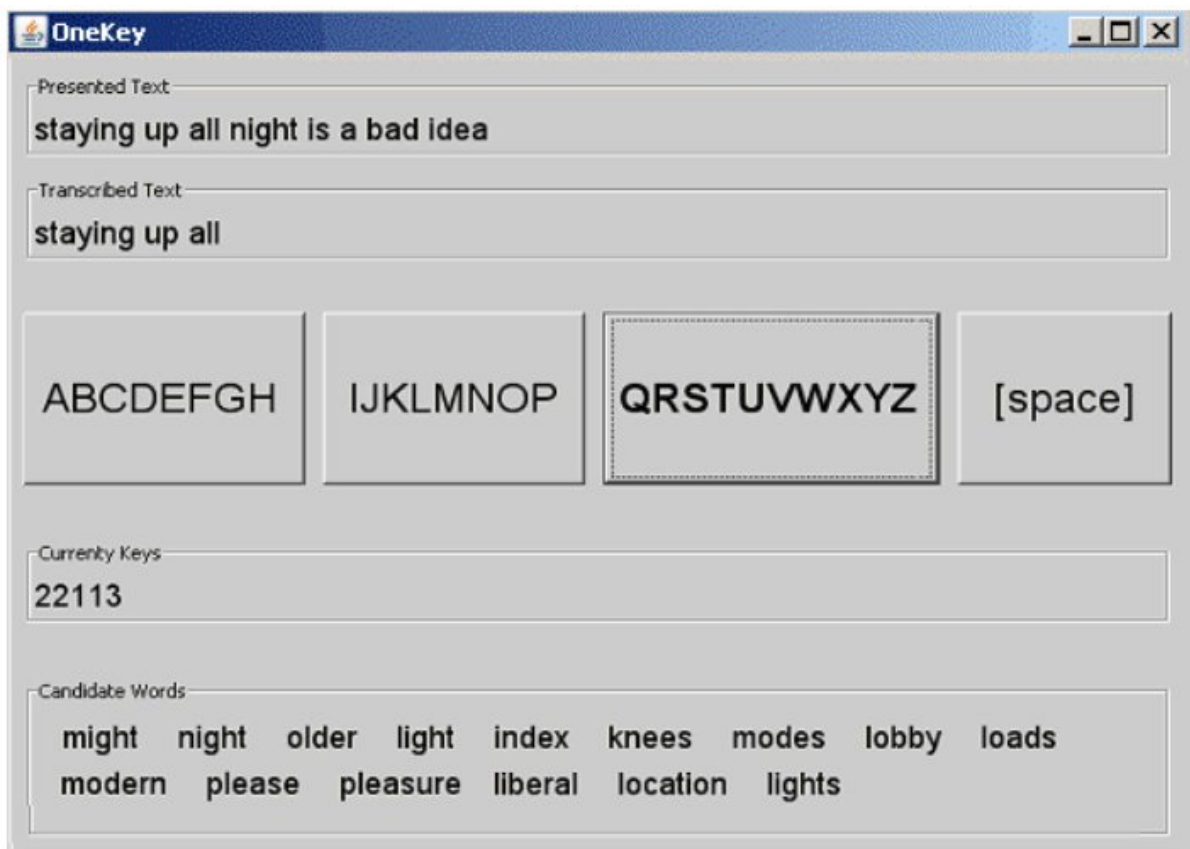 OneKey
Presented Text
staying up all night is a bad idea
Transcribed Text
staying up all
ABCDEFGH IJKLMNOP QRSTUVWXYZ [space]
Currenty Keys
22113
Candidate Words
might night older light index knees modes lobby loads
modern please pleasure liberal location lights